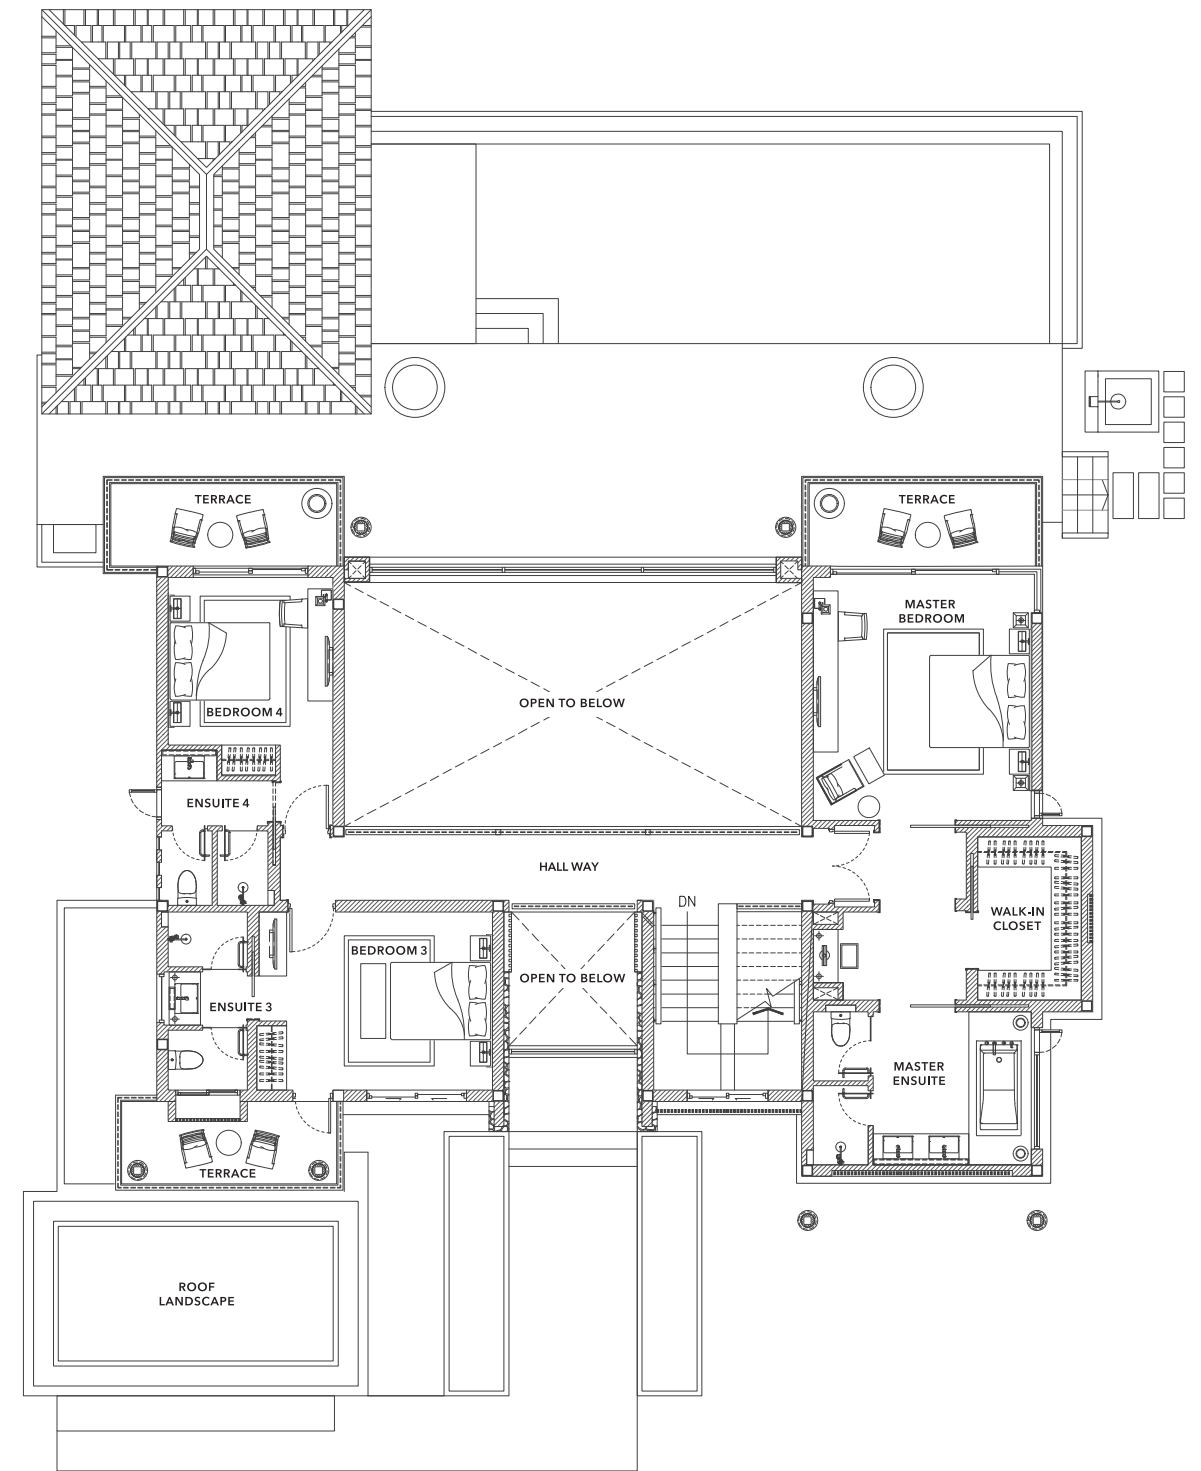 TERRACE
TERRACE
MASTER
BEDROOM
OPEN TO BELOW
BEDROOM 4
ENSUITE 4
HALL WAY
DN
WALK-IN
CLOSET
BEDROOM 3
OPEN TO BELOW
ENSUITE 3
MASTER
ENSUITE
TERRACE
ROOF
LANDSCAPE